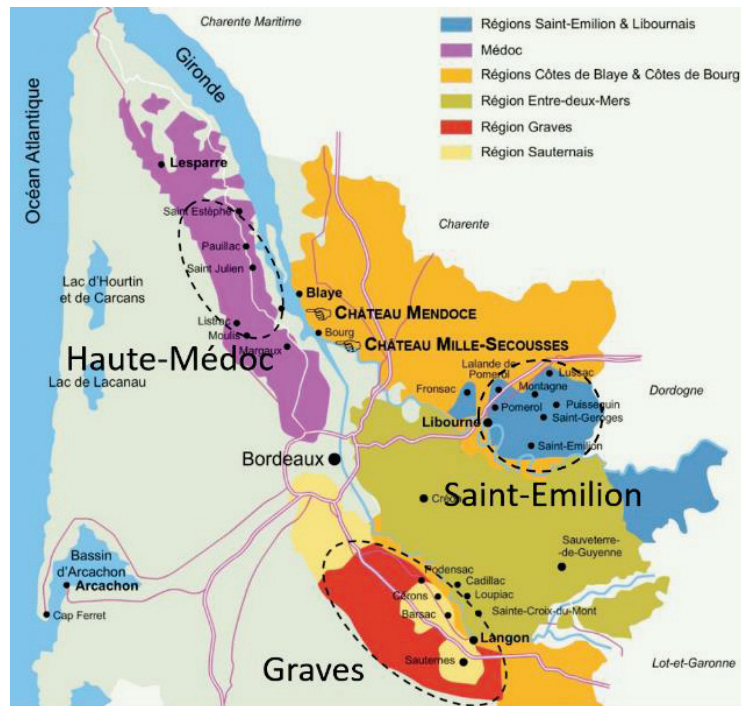 Charente Maritime
Régions Saint-Emilion & Libournais
Médoc
Régions Côtes de Blaye & Côtes de Bourg
Région Entre-deux-Mers
Région Graves
Région Sauternais
Océan Atlantique
Gironde
Lesparre
Saint Estèphe
Charente
Pauillac
Saint Julien
Lac d'Hourtin
et de Carcans
Blaye
CHÂTEAU MENDOCE
Listrac
Bourg
Moulis
CHÂTEAU MILLE-SECOUSSES
Margaux
Haute-Médoc
Lalande de
Pomerol
Lussac
Lac de Lacanau
Fronsac
Montagne
Dordogne
Puisseguin
Pomerol
Saint-Geroges
Libourne
Saint-Emilion
Bordeaux
Saint-Emilion
Créon
Sauveterre-
de-Guyenne
Bassin
d'Arcachon
Arcachon
Podensac
Cadillac
Cérons
Loupiac
Cap Ferret
Barsac
Sainte-Croix-du-Mont
Langon
Graves
Sauternes
Lot-et-Garonne